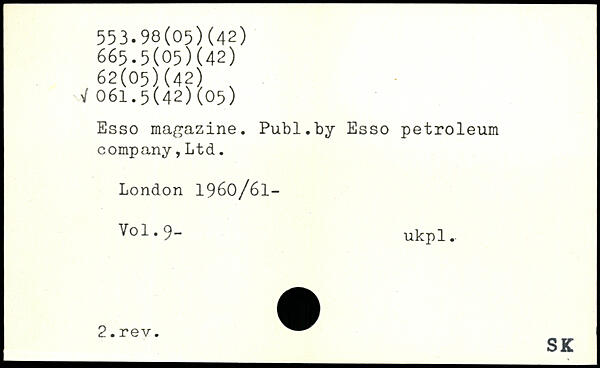 553.98(05)(42)
665.5(05)(42)
62(05)(42)
√ 061.5(42)(05)
Esso magazine. Publ.by Esso petroleum
company,Ltd.
London 1960/61-
Vol.9-
ukpl.
2.rev.
SK